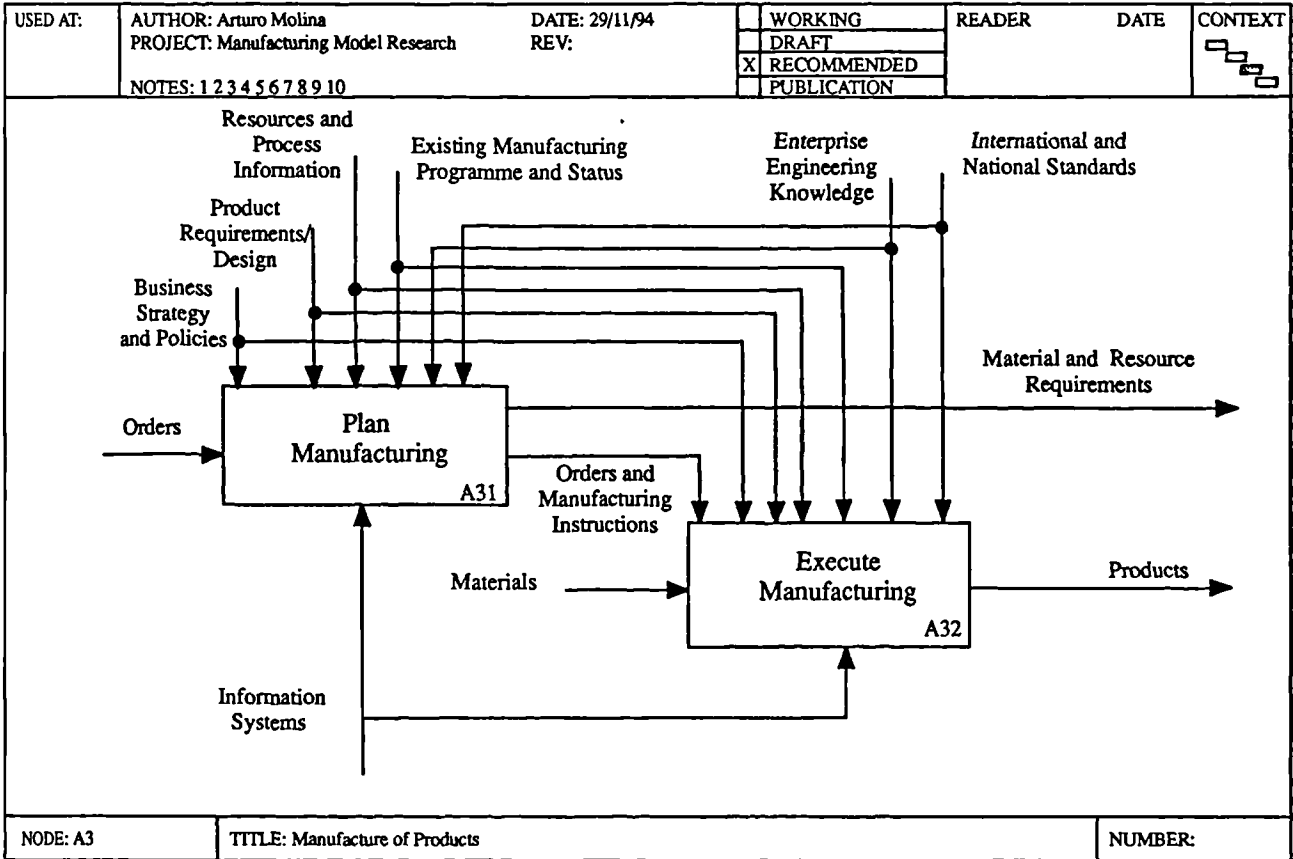 USED AT:
AUTHOR: Arturo Molina
DATE: 29/11/94
PROJECT: Manufacturing Model Research
REV:
NOTES: 1 2 3 4 5 6 7 8 9 10
WORKING
DRAFT
X RECOMMENDED
PUBLICATION
READER
DATE
CONTEXT
Resources and
Process
Information
Existing Manufacturing
Programme and Status
Enterprise
Engineering
Knowledge
International and
National Standards
Product
Requirements/
Design
Business
Strategy
and Policies
Material and Resource
Requirements
Orders
Plan
Manufacturing
A31
Orders and
Manufacturing
Instructions
Materials
Execute
Manufacturing
A32
Products
Information
Systems
NODE: A3
TITLE: Manufacture of Products
NUMBER: